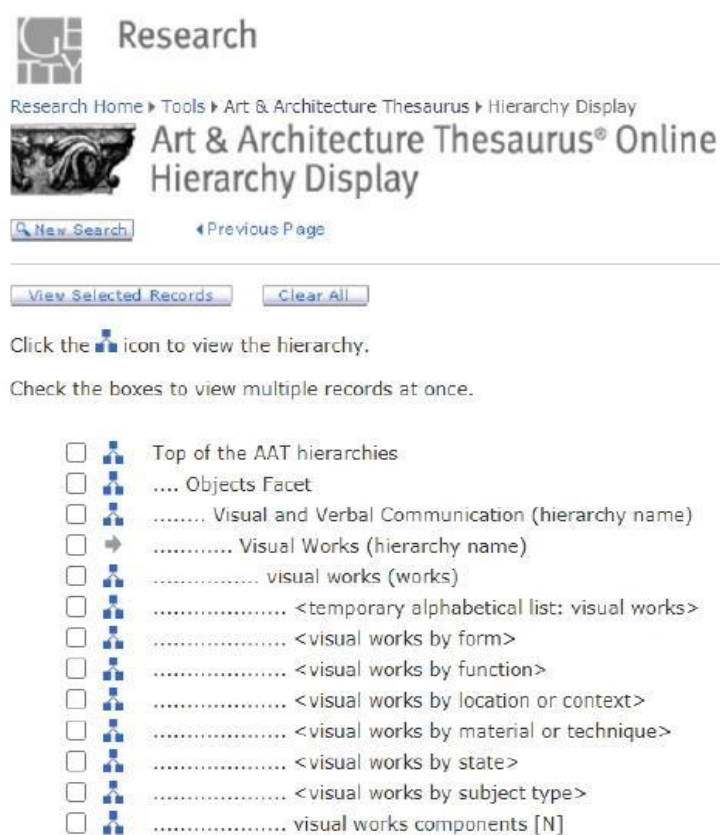 GETTY
Research
Research Home ▸ Tools ▸ Art & Architecture Thesaurus ▸ Hierarchy Display
Art & Architecture Thesaurus® Online
Hierarchy Display
New Search ◂Previous Page
View Selected Records Clear All
Click the icon to view the hierarchy.
Check the boxes to view multiple records at once.
Top of the AAT hierarchies
.... Objects Facet
........ Visual and Verbal Communication (hierarchy name)
............ Visual Works (hierarchy name)
................ visual works (works)
.................... <temporary alphabetical list: visual works>
.................... <visual works by form>
.................... <visual works by function>
.................... <visual works by location or context>
.................... <visual works by material or technique>
.................... <visual works by state>
.................... <visual works by subject type>
.................... visual works components [N]